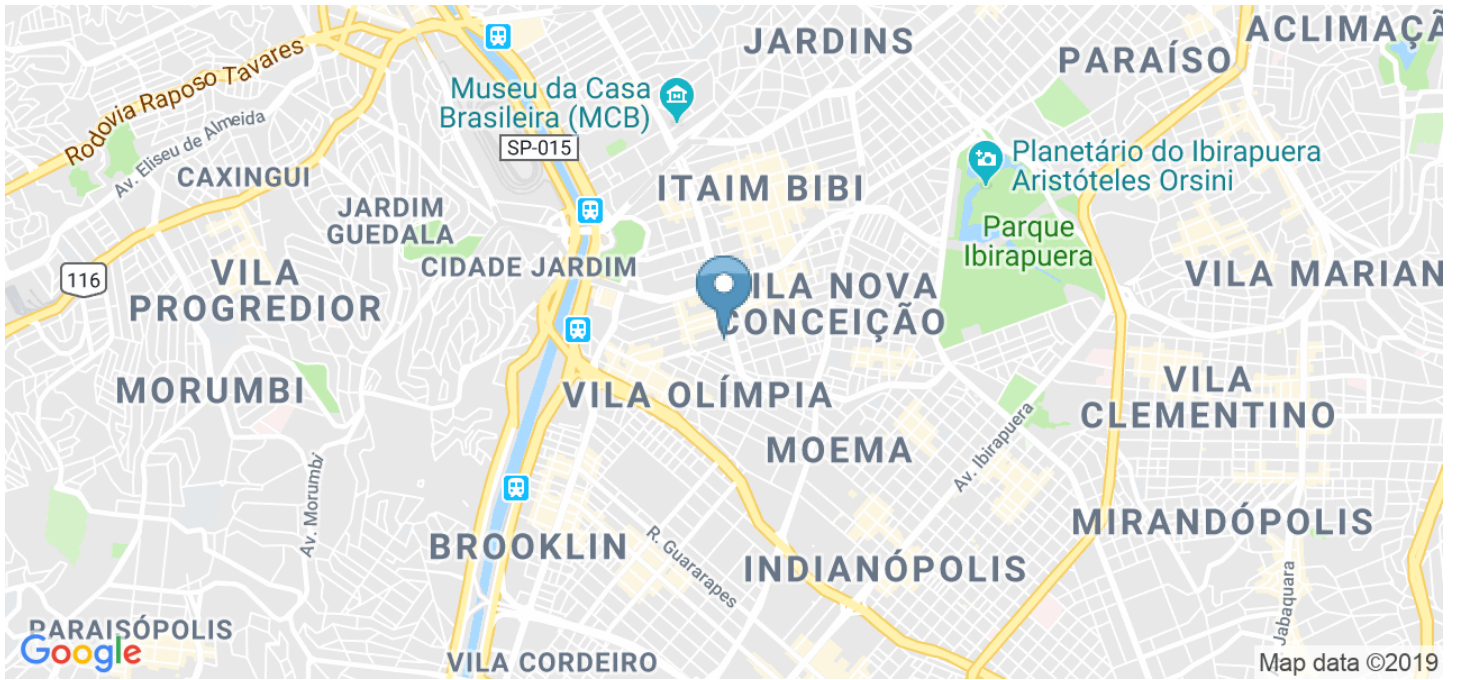 JARDINS
ACLIMAÇÃ
PARAÍSO
Rodovia Raposo Tavares
Museu da Casa
Brasileira (MCB)
SP-015
Av. Eliseu de Almeida
Planetário do Ibirapuera
Aristóteles Orsini
CAXINGUI
ITAIM BIBI
JARDIM
GUEDALA
Parque
Ibirapuera
CIDADE JARDIM
116
VILA
PROGREDIOR
ILA NOVA
CONCEIÇÃO
VILA MARIAN
MORUMBI
VILA OLÍMPIA
VILA
CLEMENTINO
MOEMA
Av. Ibirapuera
Av. Morumbi
BROOKLIN
R. Guararapes
MIRANDÓPOLIS
INDIANÓPOLIS
Jabaquara
PARAISÓPOLIS
Google
VILA CORDEIRO
Map data ©2019